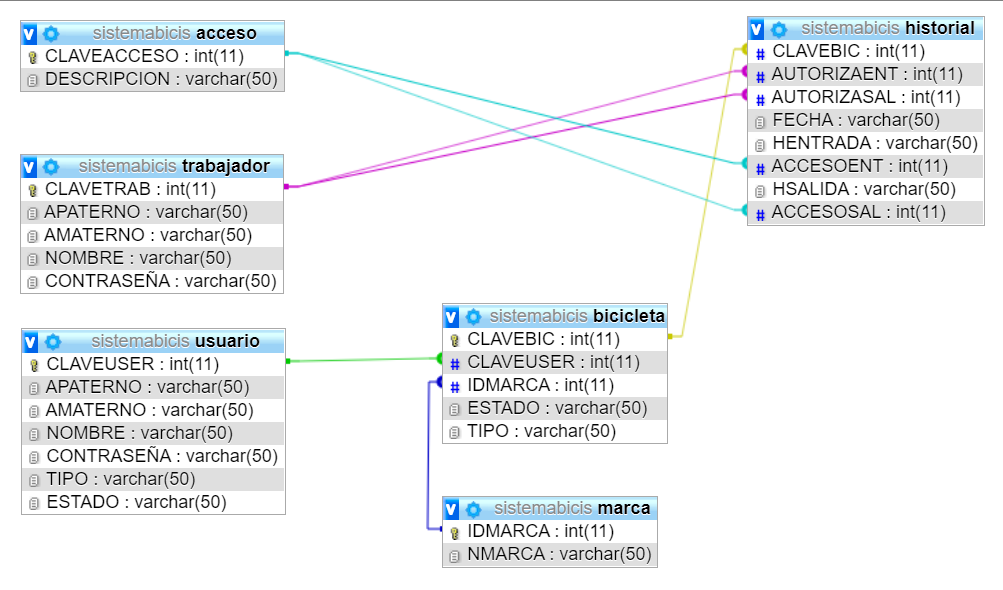 sistemabicis acceso
CLAVEACCESO : int(11)
DESCRIPCION : varchar(50)
sistemabicis trabajador
CLAVETRAB : int(11)
APATERNO : varchar(50)
AMATERNO : varchar(50)
NOMBRE : varchar(50)
CONTRASEÑA : varchar(50)
sistemabicis usuario
CLAVEUSER : int(11)
APATERNO : varchar(50)
AMATERNO : varchar(50)
NOMBRE : varchar(50)
CONTRASEÑA : varchar(50)
TIPO : varchar(50)
ESTADO : varchar(50)
sistemabicis bicicleta
CLAVEBIC : int(11)
# CLAVEUSER : int(11)
# IDMARCA : int(11)
ESTADO : varchar(50)
TIPO : varchar(50)
sistemabicis marca
IDMARCA : int(11)
NMARCA : varchar(50)
sistemabicis historial
# CLAVEBIC : int(11)
# AUTORIZAENT : int(11)
# AUTORIZASAL : int(11)
FECHA : varchar(50)
HENTRADA : varchar(50)
# ACCESOENT : int(11)
HSALIDA : varchar(50)
# ACCESOSAL : int(11)